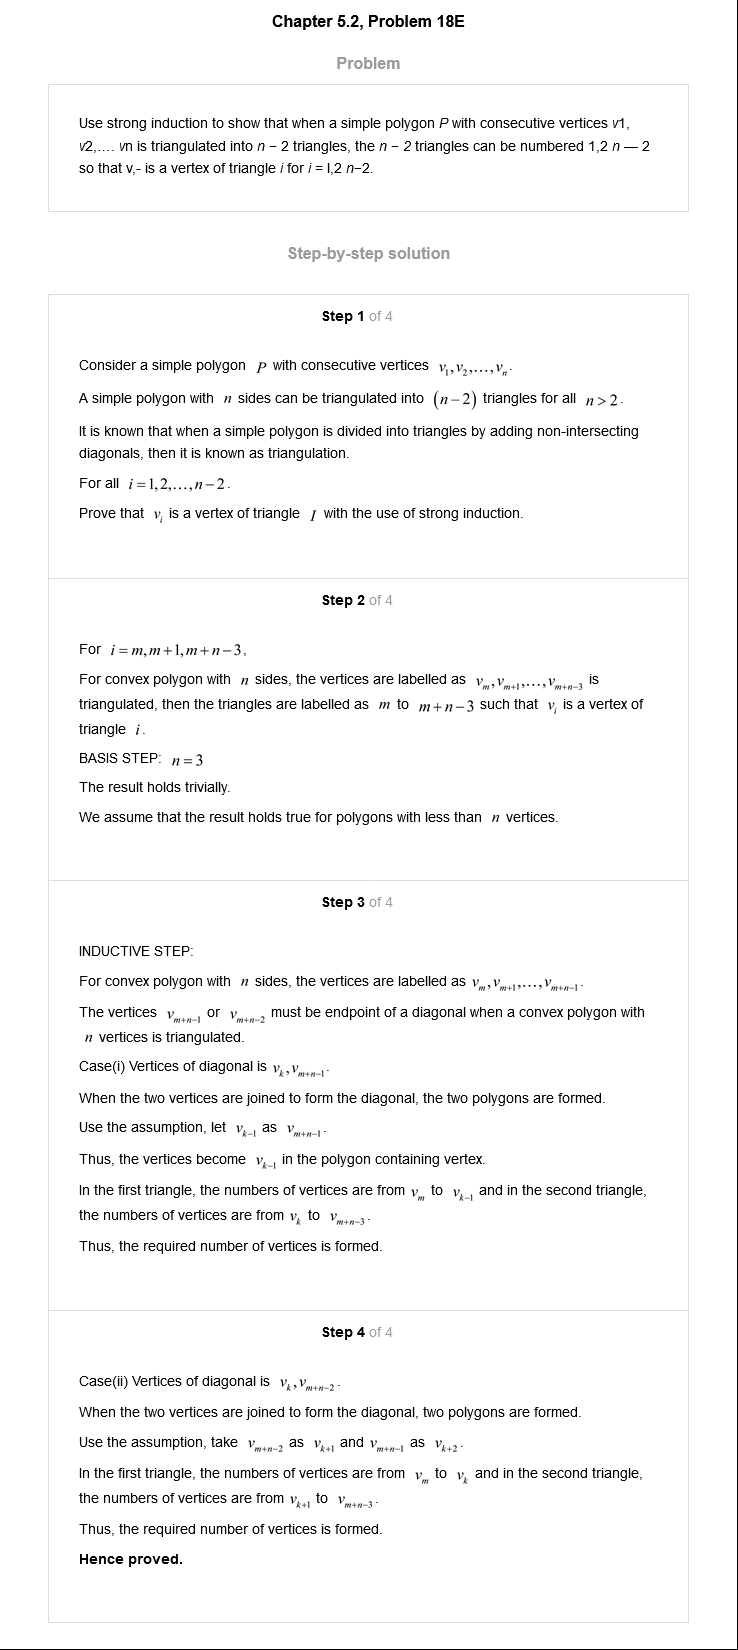 Chapter 5.2, Problem 18E
Problem
Use strong induction to show that when a simple polygon P with consecutive vertices v1,
v2,.... vn is triangulated into n − 2 triangles, the n − 2 triangles can be numbered 1,2 n — 2
so that v,- is a vertex of triangle i for i = l,2 n−2.
Step-by-step solution
Step 1 of 4
Consider a simple polygon P with consecutive vertices v₁,v₂,…,vₙ.
A simple polygon with n sides can be triangulated into (n−2) triangles for all n>2.
It is known that when a simple polygon is divided into triangles by adding non-intersecting
diagonals, then it is known as triangulation.
For all i=1,2,…,n−2.
Prove that v_i is a vertex of triangle I with the use of strong induction.
Step 2 of 4
For i=m,m+1,m+n−3,
For convex polygon with n sides, the vertices are labelled as v_m,v_{m+1},…,v_{m+n−3} is
triangulated, then the triangles are labelled as m to m+n−3 such that v_i is a vertex of
triangle i.
BASIS STEP: n=3
The result holds trivially.
We assume that the result holds true for polygons with less than n vertices.
Step 3 of 4
INDUCTIVE STEP:
For convex polygon with n sides, the vertices are labelled as v_m,v_{m+1},…,v_{m+n−1}.
The vertices v_{m+n−1} or v_{m+n−2} must be endpoint of a diagonal when a convex polygon with
n vertices is triangulated.
Case(i) Vertices of diagonal is v_k,v_{m+n−1}.
When the two vertices are joined to form the diagonal, the two polygons are formed.
Use the assumption, let v_{k−1} as v_{m+n−1}.
Thus, the vertices become v_{k−1} in the polygon containing vertex.
In the first triangle, the numbers of vertices are from v_m to v_{k−1} and in the second triangle,
the numbers of vertices are from v_k to v_{m+n−3}.
Thus, the required number of vertices is formed.
Step 4 of 4
Case(ii) Vertices of diagonal is v_k,v_{m+n−2}.
When the two vertices are joined to form the diagonal, two polygons are formed.
Use the assumption, take v_{m+n−2} as v_{k+1} and v_{m+n−1} as v_{k+2}.
In the first triangle, the numbers of vertices are from v_m to v_k and in the second triangle,
the numbers of vertices are from v_{k+1} to v_{m+n−3}.
Thus, the required number of vertices is formed.
Hence proved.